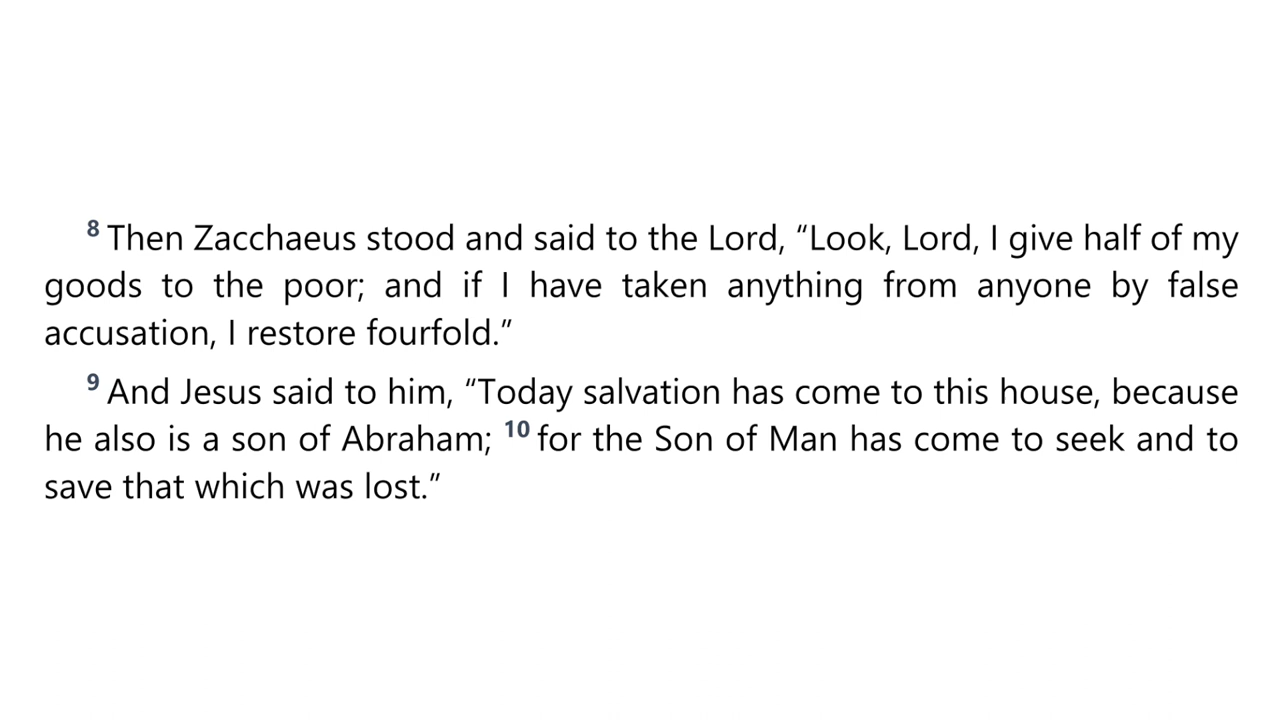 8 Then Zacchaeus stood and said to the Lord, “Look, Lord, I give half of my
goods to the poor; and if I have taken anything from anyone by false
accusation, I restore fourfold.”
9 And Jesus said to him, “Today salvation has come to this house, because
he also is a son of Abraham; 10 for the Son of Man has come to seek and to
save that which was lost.”